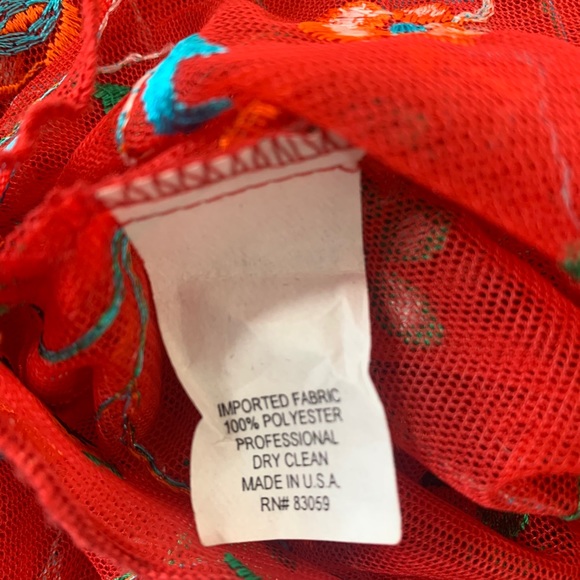 IMPORTED FABRIC
100% POLYESTER
PROFESSIONAL
DRY CLEAN
MADE IN U.S.A.
RN# 83059